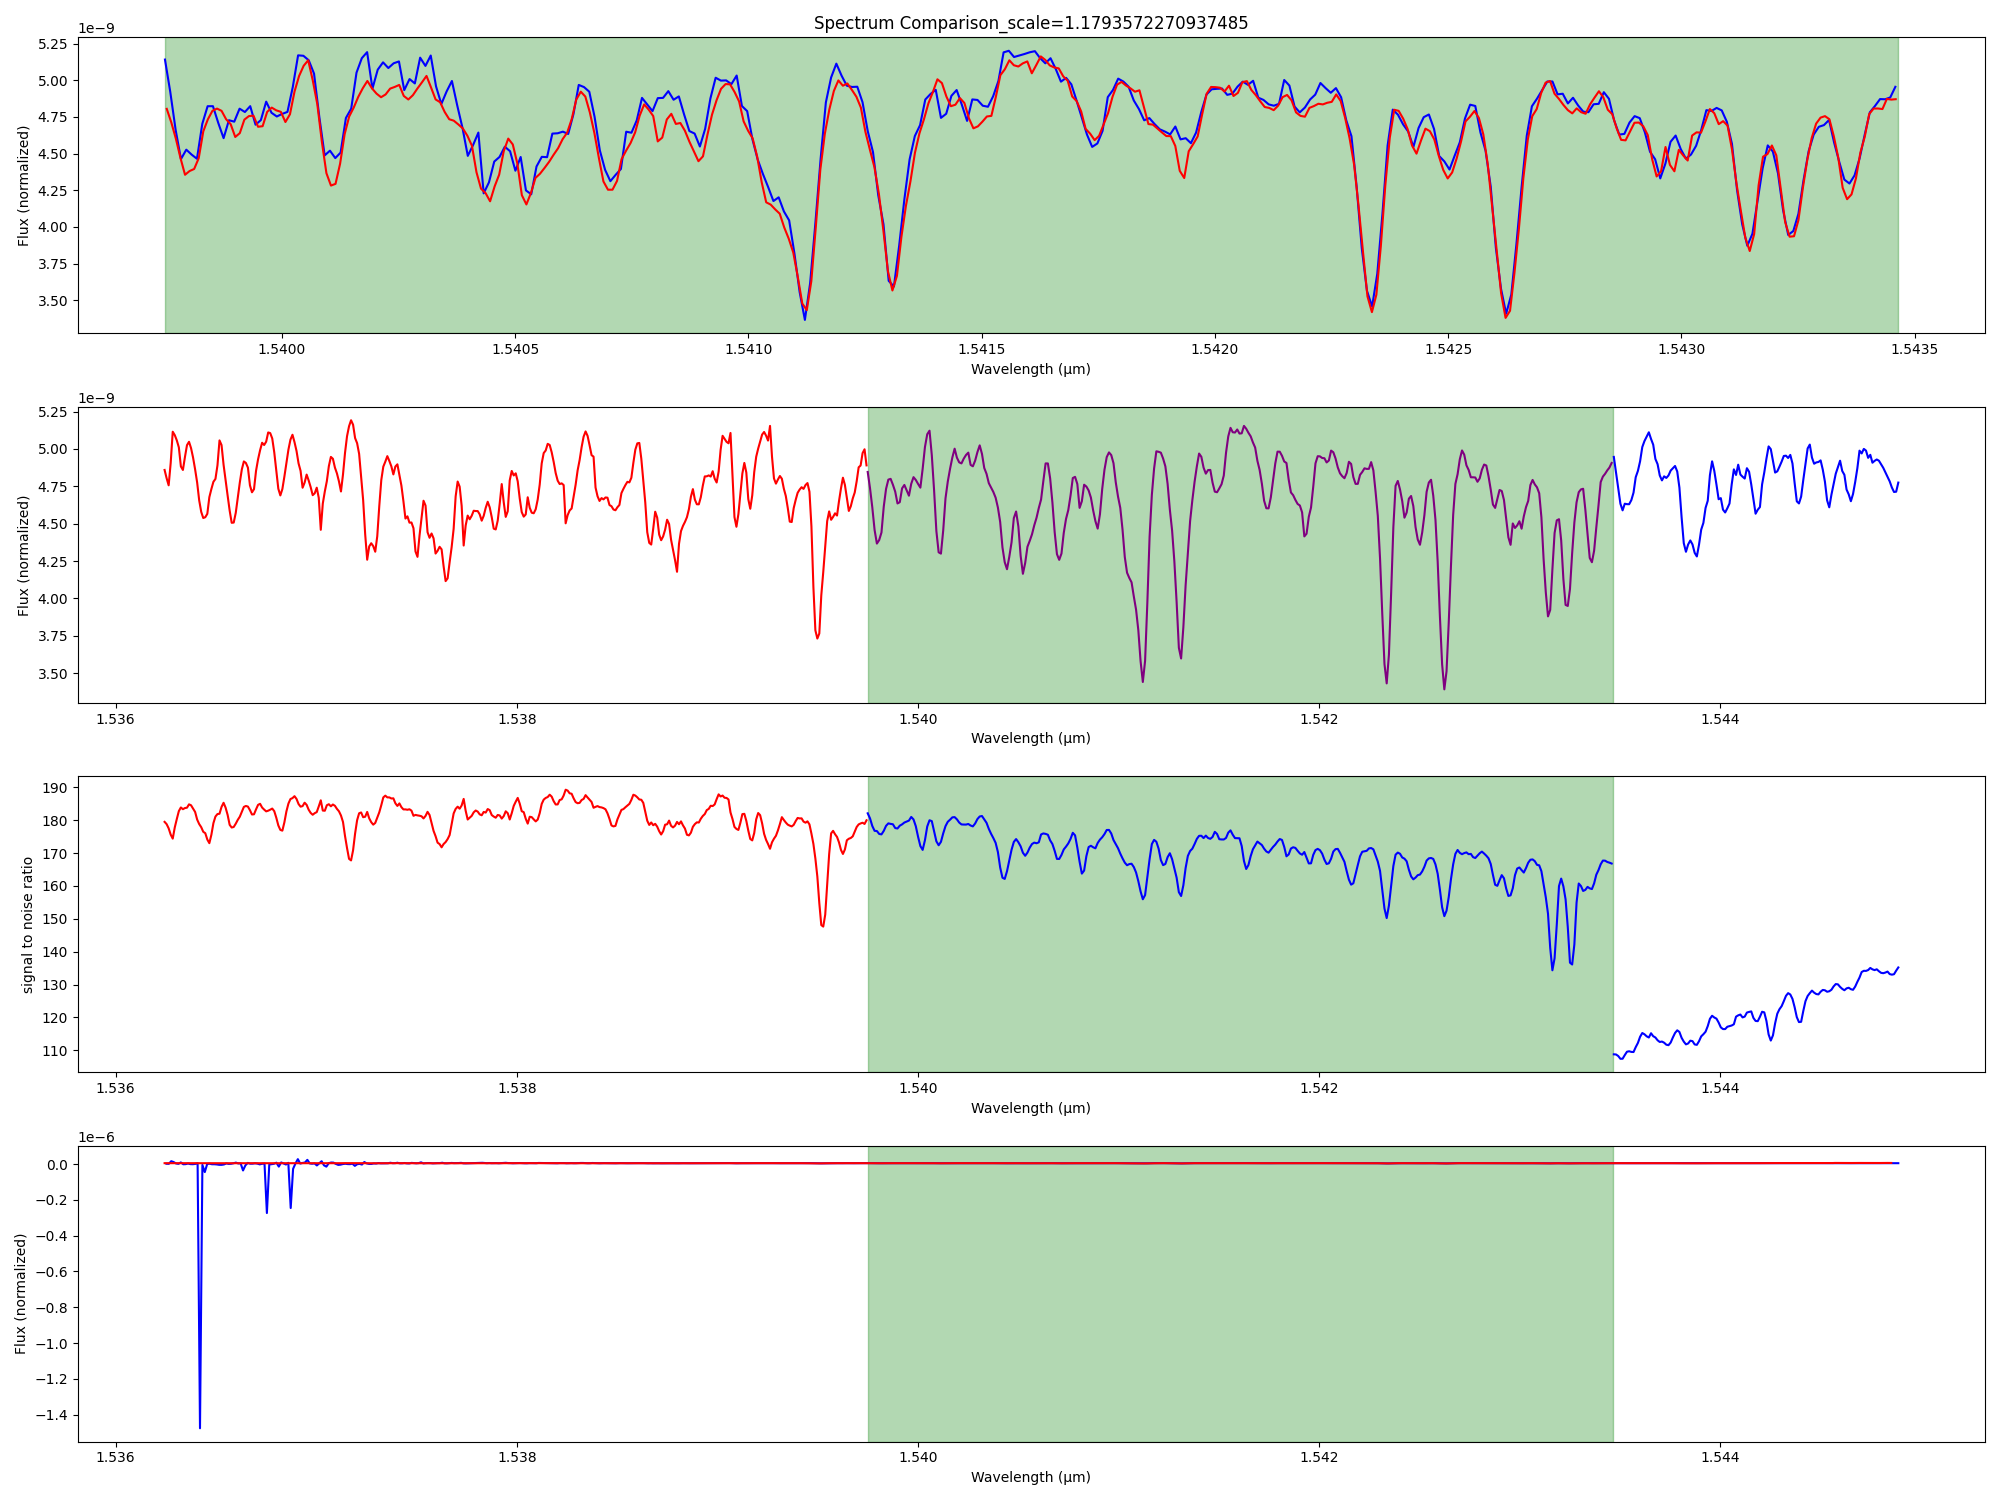 Spectrum Comparison_scale=1.1793572270937485
1e−9
5.25
5.00
4.75
4.50
4.25
4.00
3.75
3.50
Flux (normalized)
1.5400 1.5405 1.5410 1.5415 1.5420 1.5425 1.5430 1.5435
Wavelength (μm)
1e−9
5.25
5.00
4.75
4.50
4.25
4.00
3.75
3.50
Flux (normalized)
1.536 1.538 1.540 1.542 1.544
Wavelength (μm)
190
180
170
160
150
140
130
120
110
signal to noise ratio
1.536 1.538 1.540 1.542 1.544
Wavelength (μm)
1e−6
0.0
−0.2
−0.4
−0.6
−0.8
−1.0
−1.2
−1.4
Flux (normalized)
1.536 1.538 1.540 1.542 1.544
Wavelength (μm)